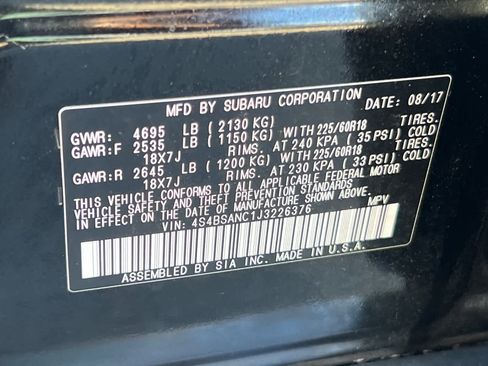 MFD BY SUBARU CORPORATION DATE: 08/17
GVWR: 4695 LB (2130 KG)
GAWR:F 2535 LB (1150 KG) WITH 225/60R18 TIRES.
18X7J RIMS. AT 240 KPA (35 PSI) COLD
GAWR:R 2645 LB (1200 KG) WITH 225/60R18 TIRES.
18X7J RIMS. AT 230 KPA (33 PSI) COLD
THIS VEHICLE CONFORMS TO ALL APPLICABLE FEDERAL MOTOR
VEHICLE SAFETY AND THEFT PREVENTION STANDARDS
IN EFFECT ON THE DATE OF MANUFACTURE SHOWN ABOVE.
VIN: 4S4BSANC1J3226376 MPV
ASSEMBLED BY SIA INC. MADE IN U.S.A.